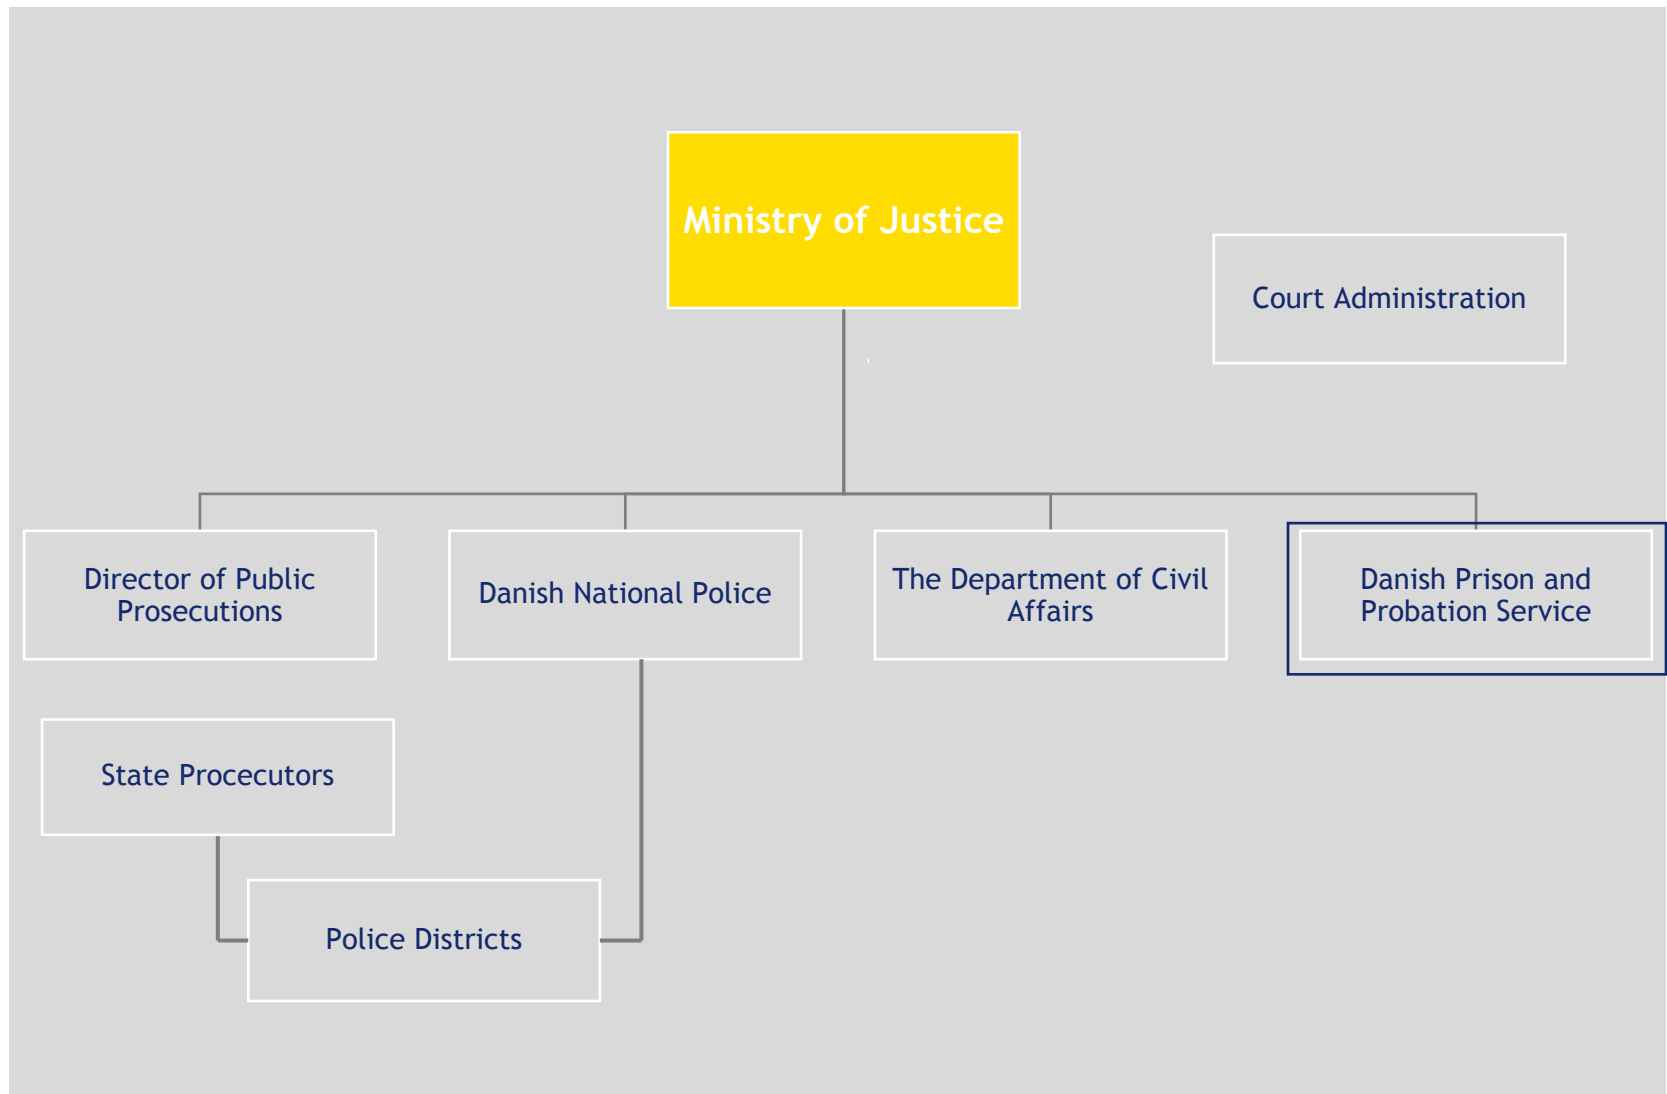 Ministry of Justice
Court Administration
Director of Public
Prosecutions
Danish National Police
The Department of Civil
Affairs
Danish Prison and
Probation Service
State Procecutors
Police Districts